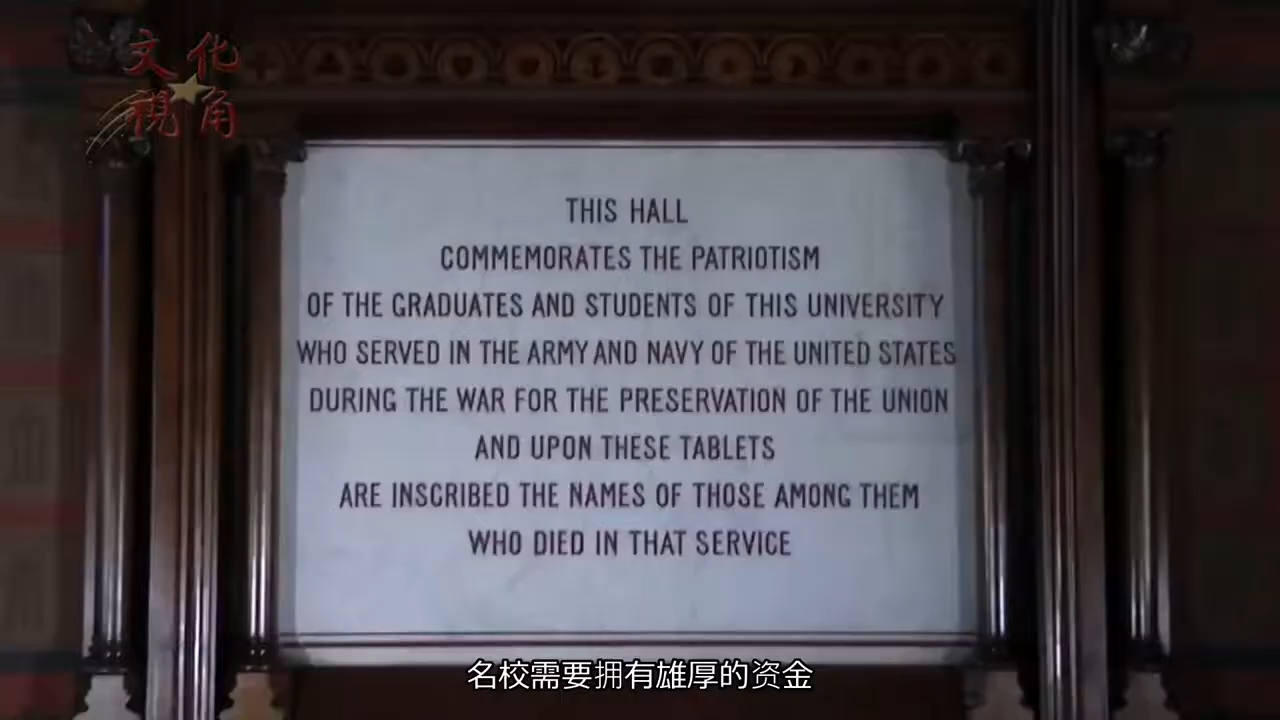 文化
視角
THIS HALL
COMMEMORATES THE PATRIOTISM
OF THE GRADUATES AND STUDENTS OF THIS UNIVERSITY
WHO SERVED IN THE ARMY AND NAVY OF THE UNITED STATES
DURING THE WAR FOR THE PRESERVATION OF THE UNION
AND UPON THESE TABLETS
ARE INSCRIBED THE NAMES OF THOSE AMONG THEM
WHO DIED IN THAT SERVICE
名校需要拥有雄厚的资金